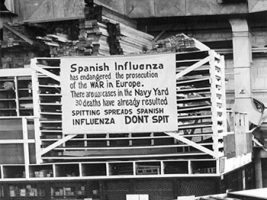 Spanish Influenza
has endangered the prosecution
of the WAR in Europe.
There are cases in the Navy Yard
30 deaths have already resulted
SPITTING SPREADS SPANISH
INFLUENZA DON'T SPIT